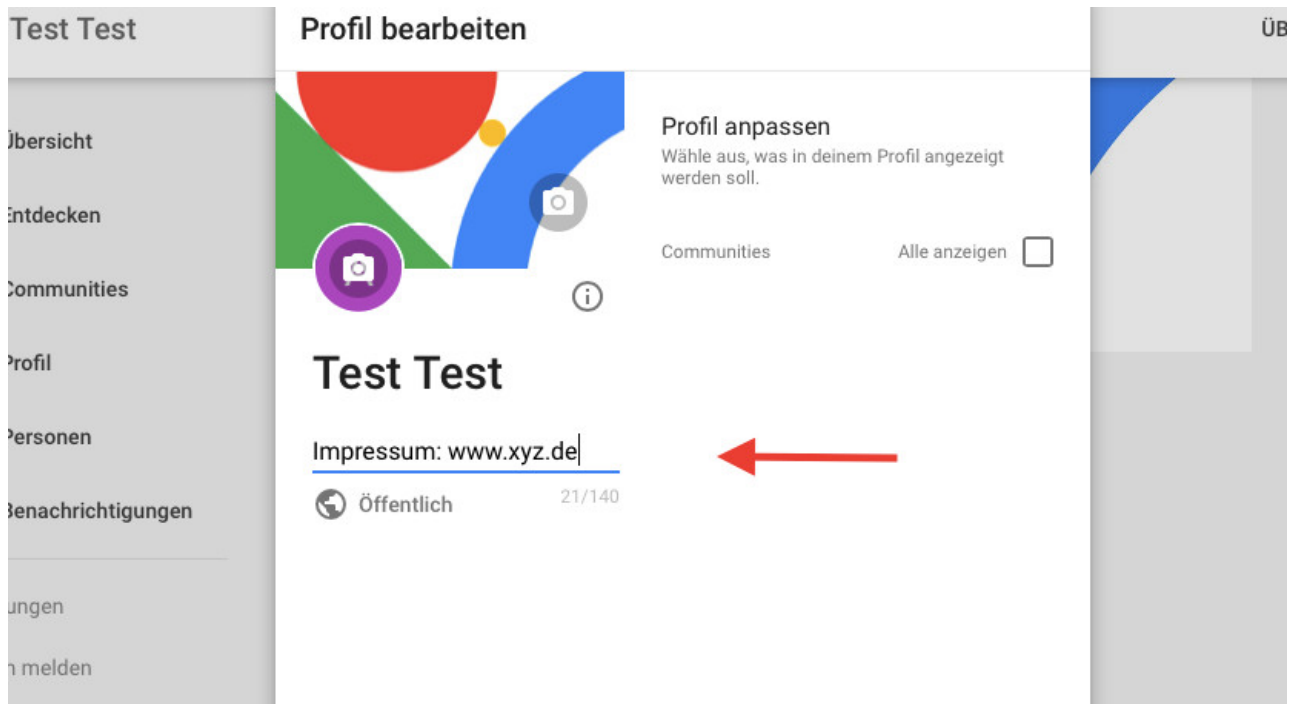 Test Test
Profil bearbeiten
ÜB
Übersicht
Entdecken
Communities
Profil
Personen
Benachrichtigungen
ungen
n melden
Profil anpassen
Wähle aus, was in deinem Profil angezeigt
werden soll.
Communities Alle anzeigen
Test Test
Impressum: www.xyz.de
Öffentlich 21/140